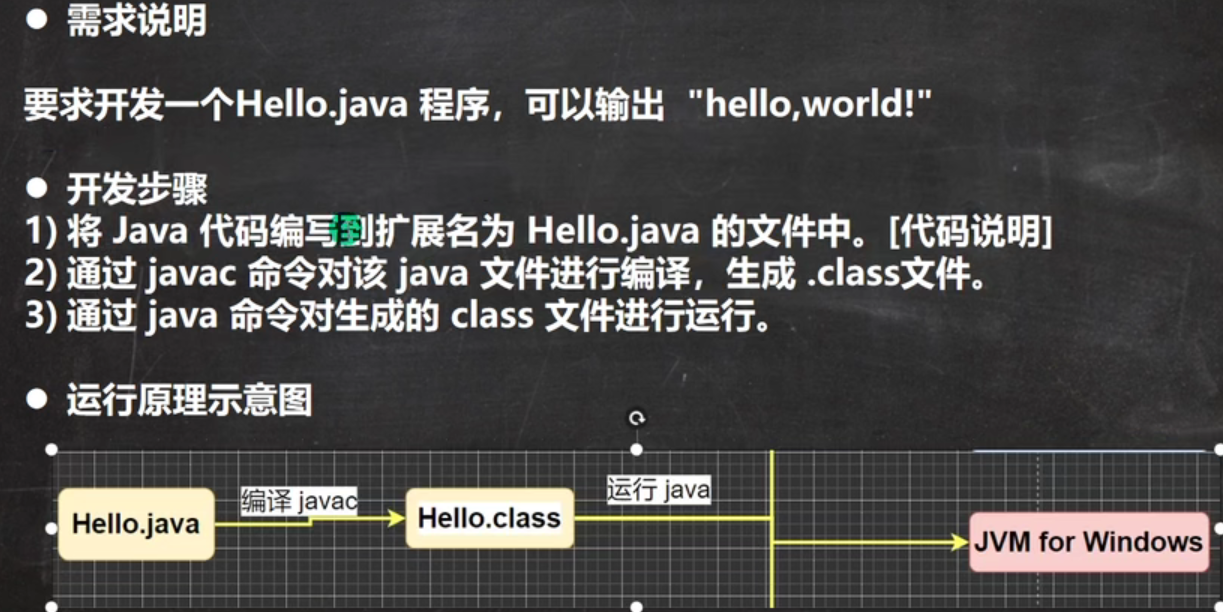 ● 需求说明
要求开发一个Hello.java 程序，可以输出 "hello,world!"
● 开发步骤
1) 将 Java 代码编写到扩展名为 Hello.java 的文件中。[代码说明]
2) 通过 javac 命令对该 java 文件进行编译，生成 .class文件。
3) 通过 java 命令对生成的 class 文件进行运行。
● 运行原理示意图
编译 javac
运行 java
Hello.java
Hello.class
JVM for Windows